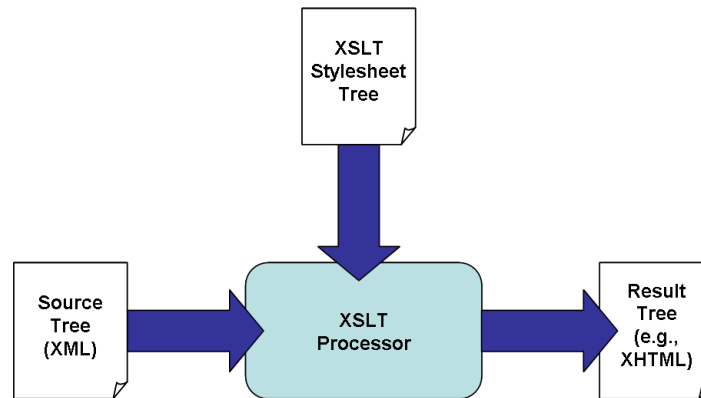 XSLT
Stylesheet
Tree
Source
Tree
(XML)
XSLT
Processor
Result
Tree
(e.g.,
XHTML)